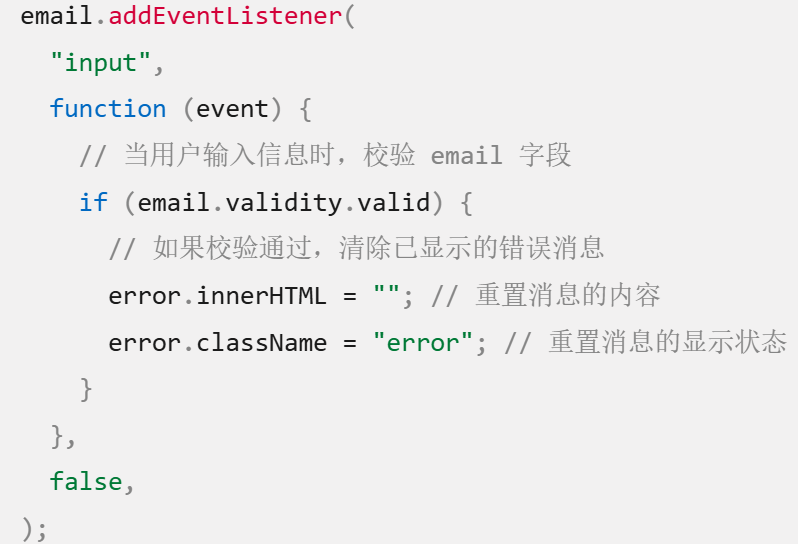 email.addEventListener(
  "input",
  function (event) {
    // 当用户输入信息时，校验 email 字段
    if (email.validity.valid) {
      // 如果校验通过，清除已显示的错误消息
      error.innerHTML = ""; // 重置消息的内容
      error.className = "error"; // 重置消息的显示状态
    }
  },
  false,
);